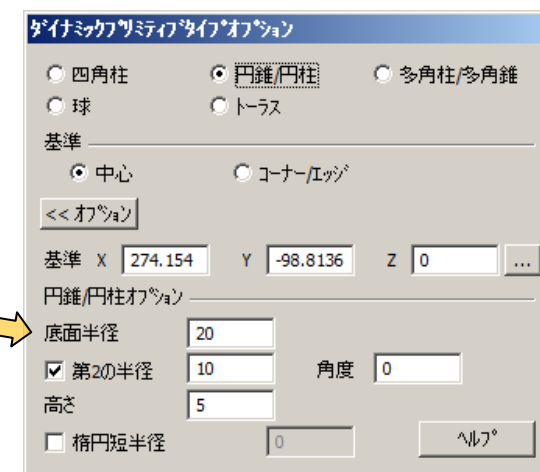 ﾀﾞｲﾅﾐｯｸﾌﾟﾘﾐﾃｨﾌﾞﾀｲﾌﾟｵﾌﾟｼｮﾝ
四角柱 円錐/円柱 多角柱/多角錐
球 ﾄｰﾗｽ
基準
中心 ｺｰﾅｰ/ｴｯｼﾞ
<< ｵﾌﾟｼｮﾝ
基準 X 274.154 Y -98.8136 Z 0 ...
円錐/円柱ｵﾌﾟｼｮﾝ
底面半径 20
第2の半径 10 角度 0
高さ 5
楕円短半径 0 ﾍﾙﾌﾟ